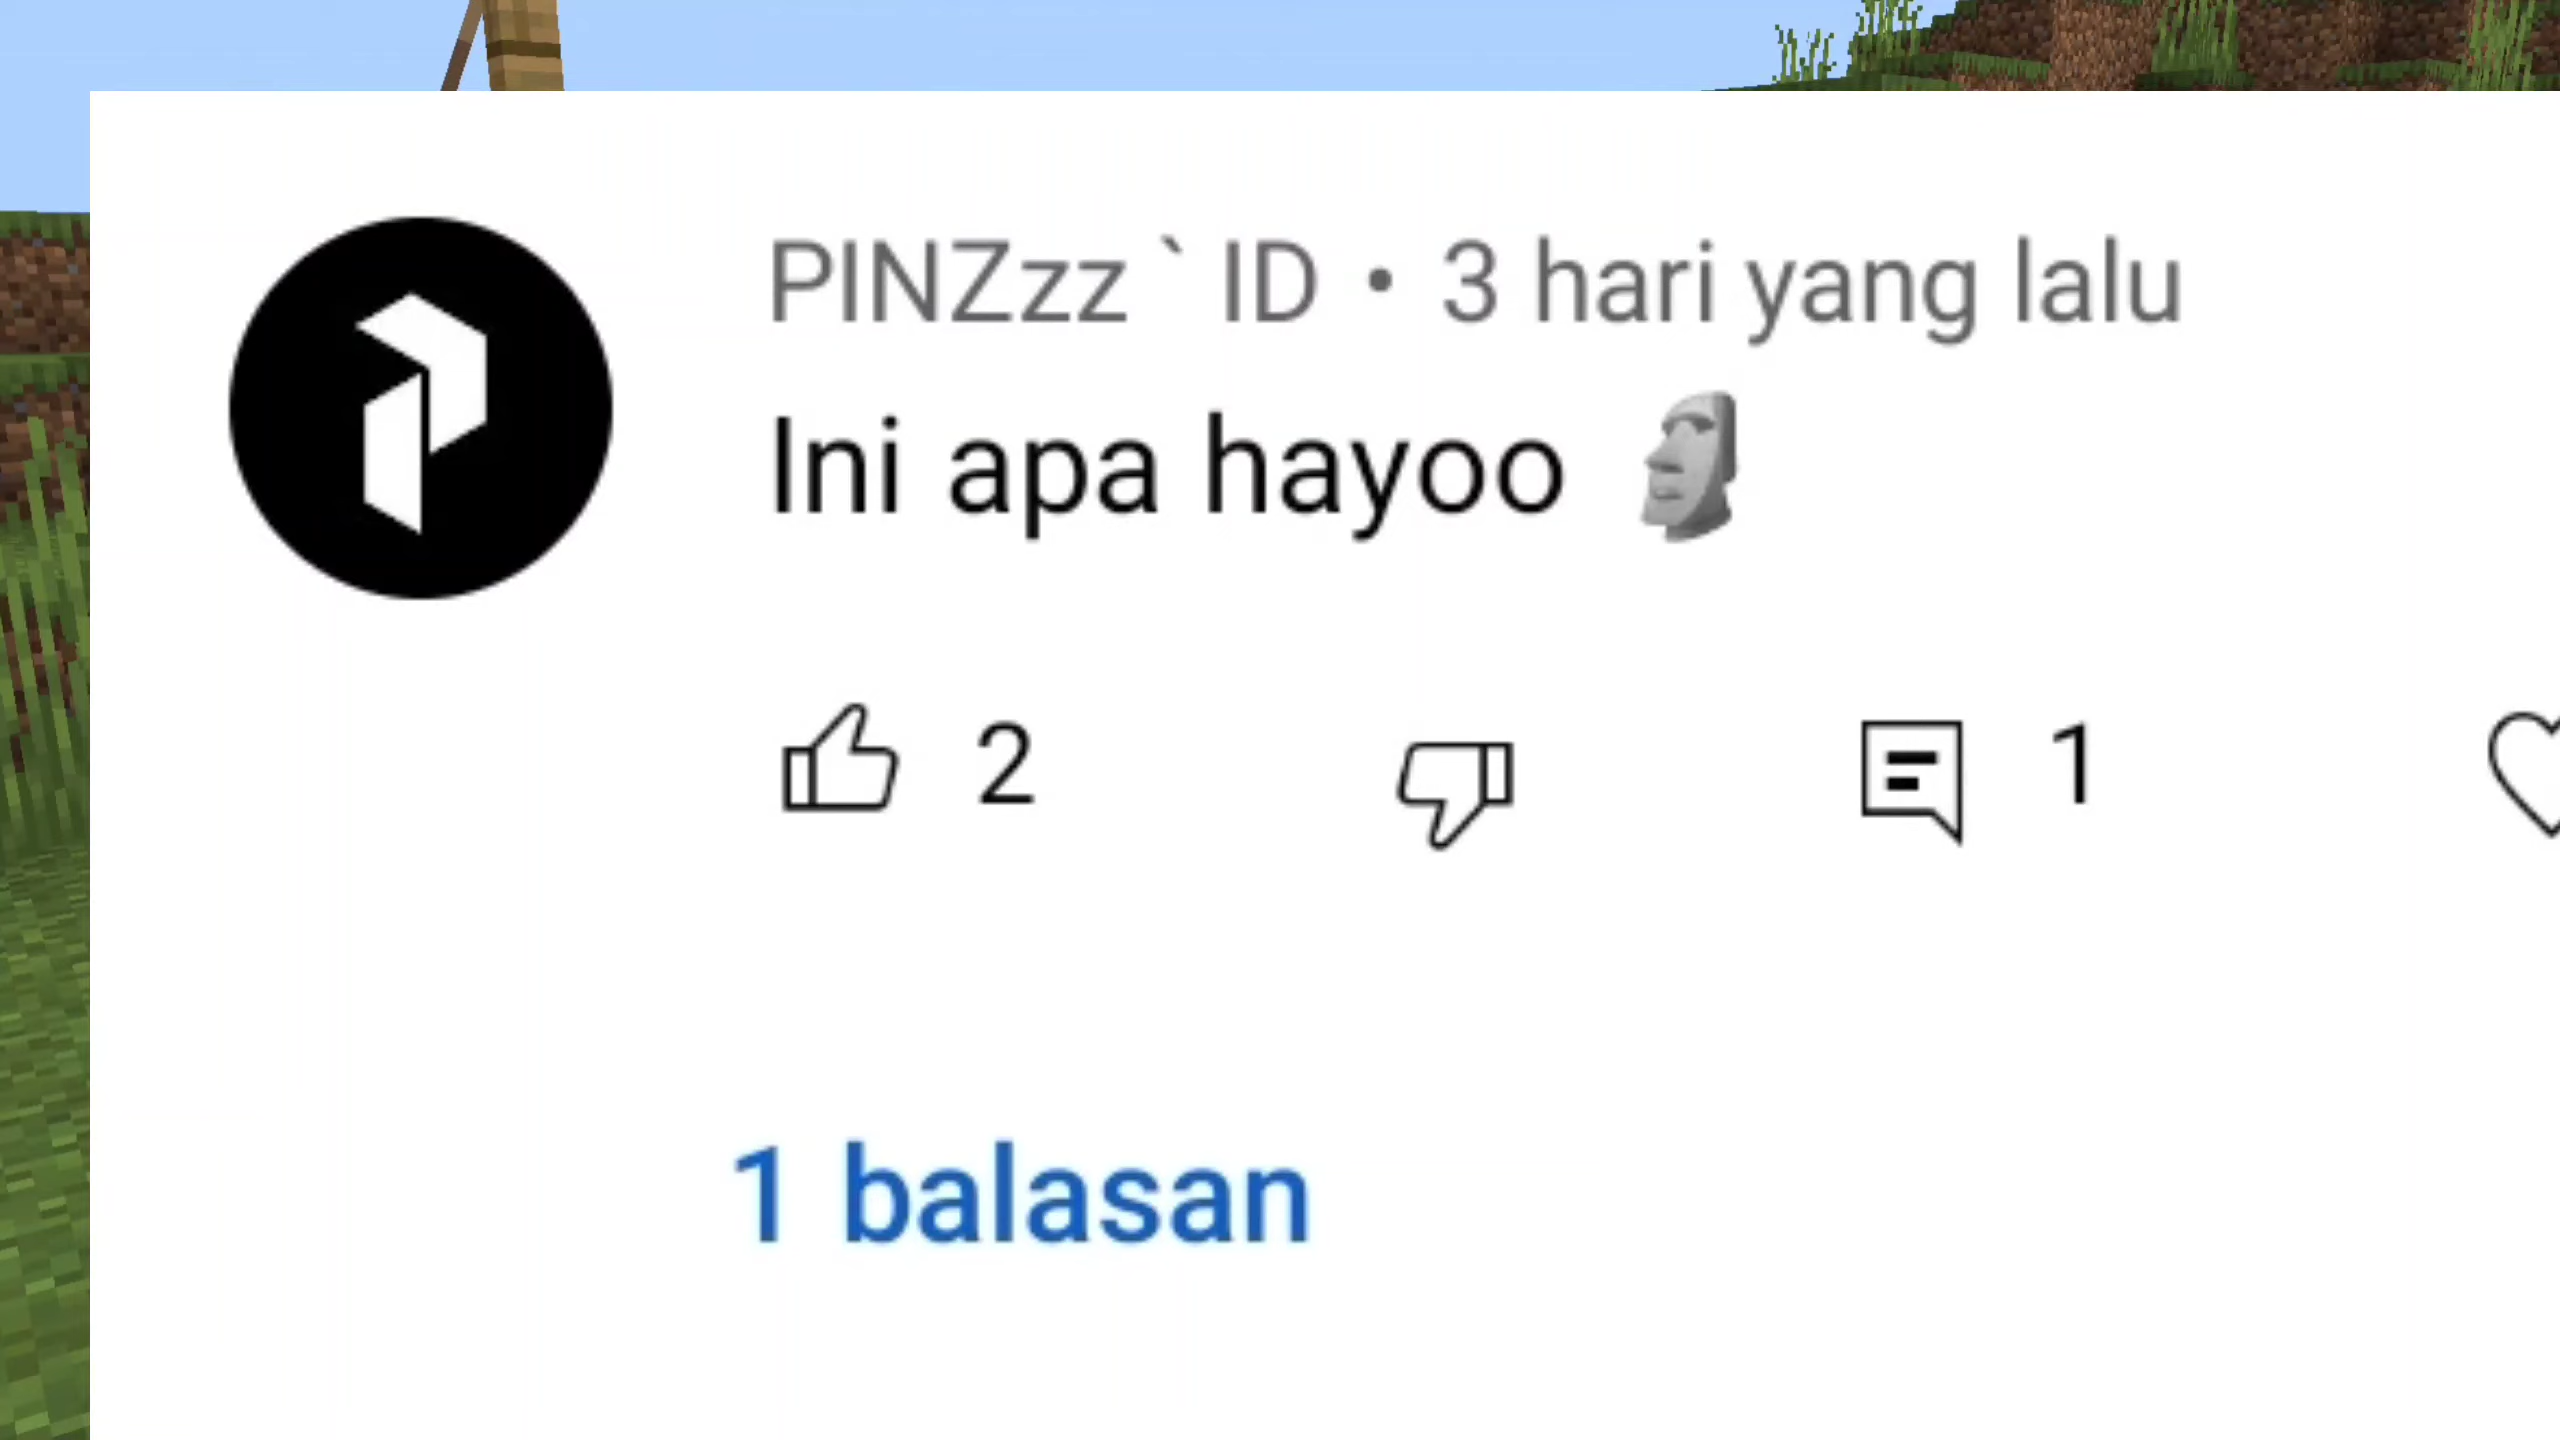 PINZzz ` ID • 3 hari yang lalu
Ini apa hayoo 🗿
2
1
1 balasan